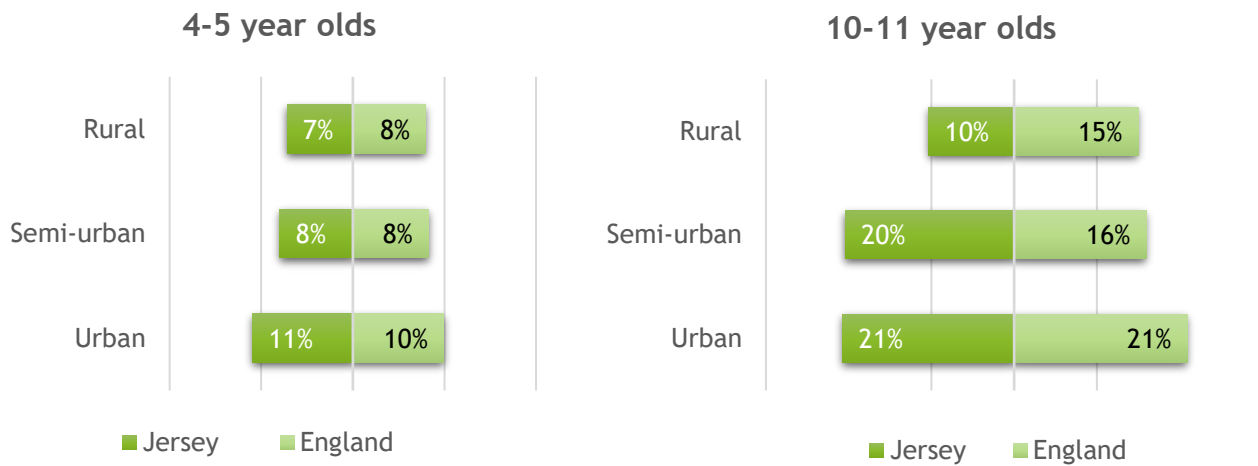 4-5 year olds
Rural 7% 8%
Semi-urban 8% 8%
Urban 11% 10%
Jersey England
10-11 year olds
Rural 10% 15%
Semi-urban 20% 16%
Urban 21% 21%
Jersey England